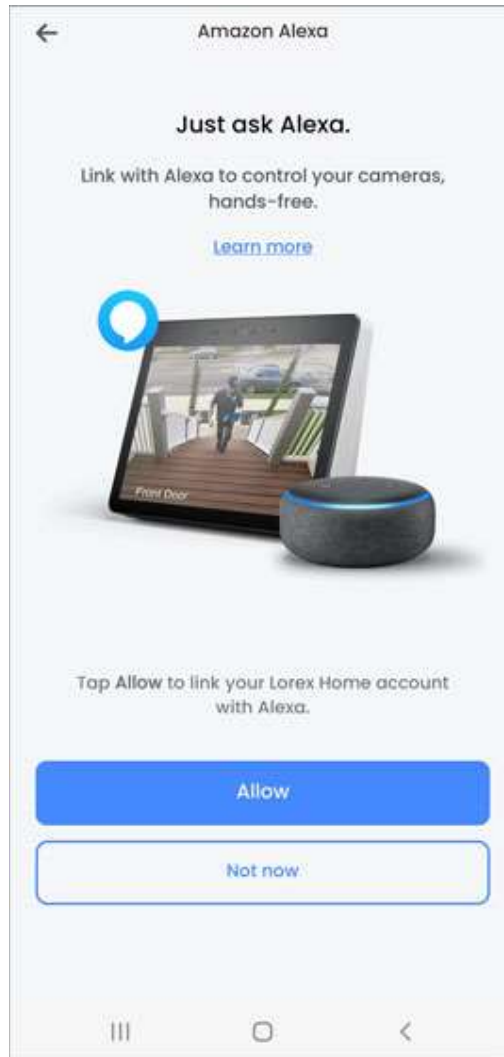 Amazon Alexa
Just ask Alexa.
Link with Alexa to control your cameras,
hands-free.
Learn more
Front Door
Tap Allow to link your Lorex Home account
with Alexa.
Allow
Not now